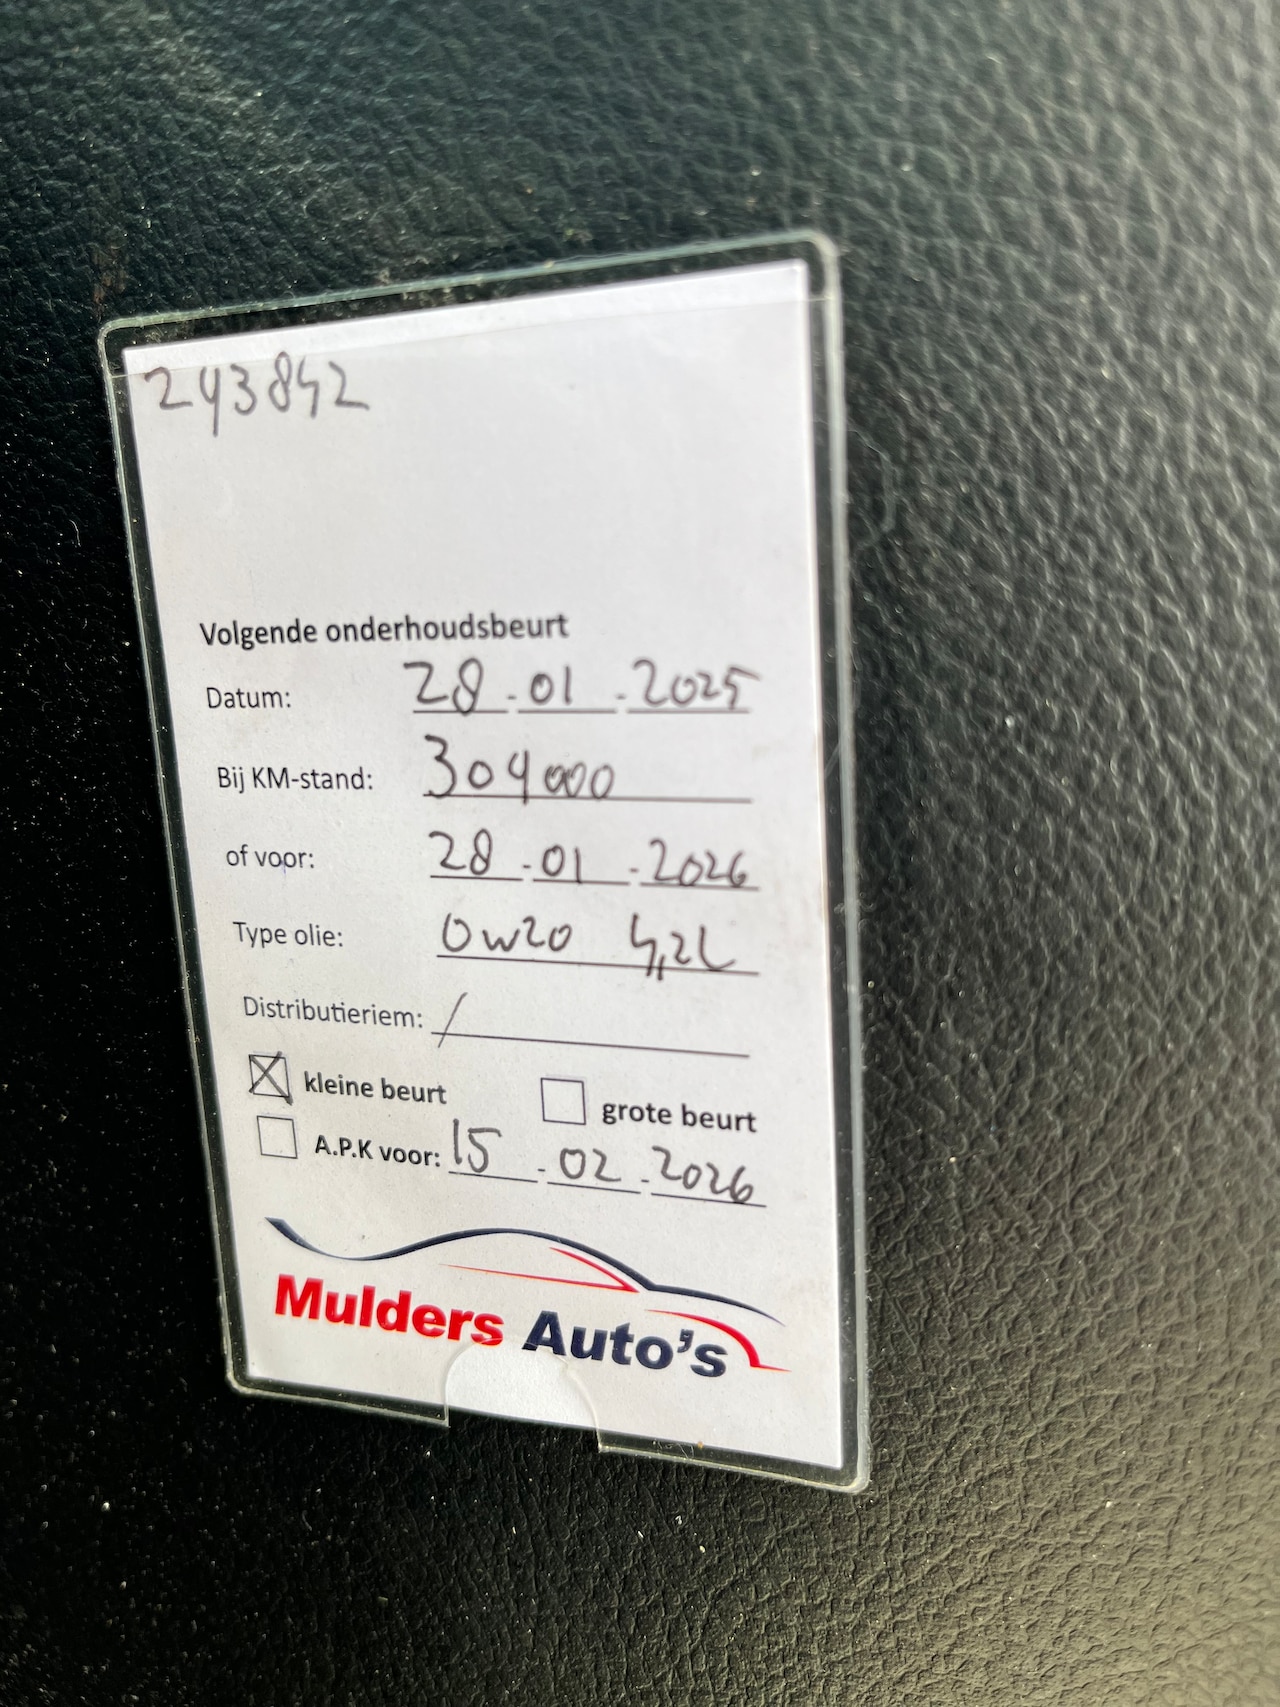 243842
Volgende onderhoudsbeurt
Datum: 28 - 01 - 2025
Bij KM-stand: 304000
of voor: 28 - 01 - 2026
Type olie: 0w20 4,2L
Distributieriem: /
kleine beurt grote beurt
A.P.K voor: 15 - 02 - 2026
Mulders Auto's